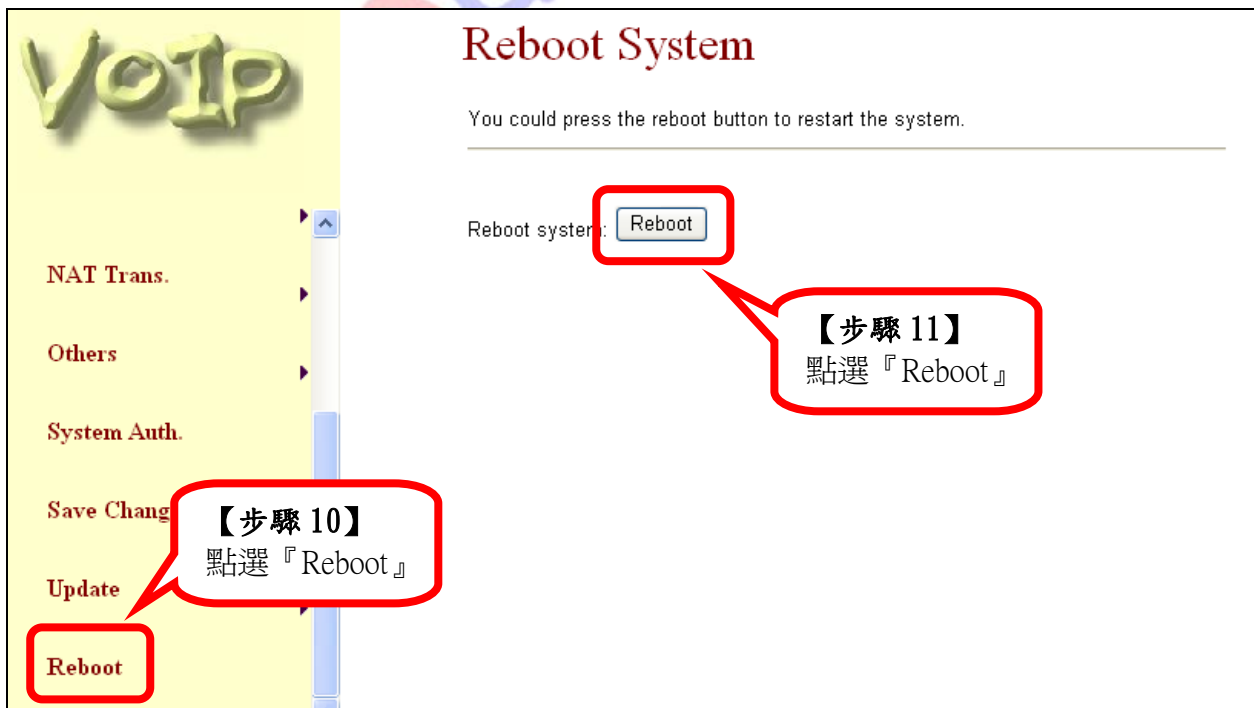 VoIP
Reboot System
You could press the reboot button to restart the system.
Reboot system: Reboot
NAT Trans.
【步驟 11】
點選『Reboot』
Others
System Auth.
Save Chang
【步驟 10】
點選『Reboot』
Update
Reboot